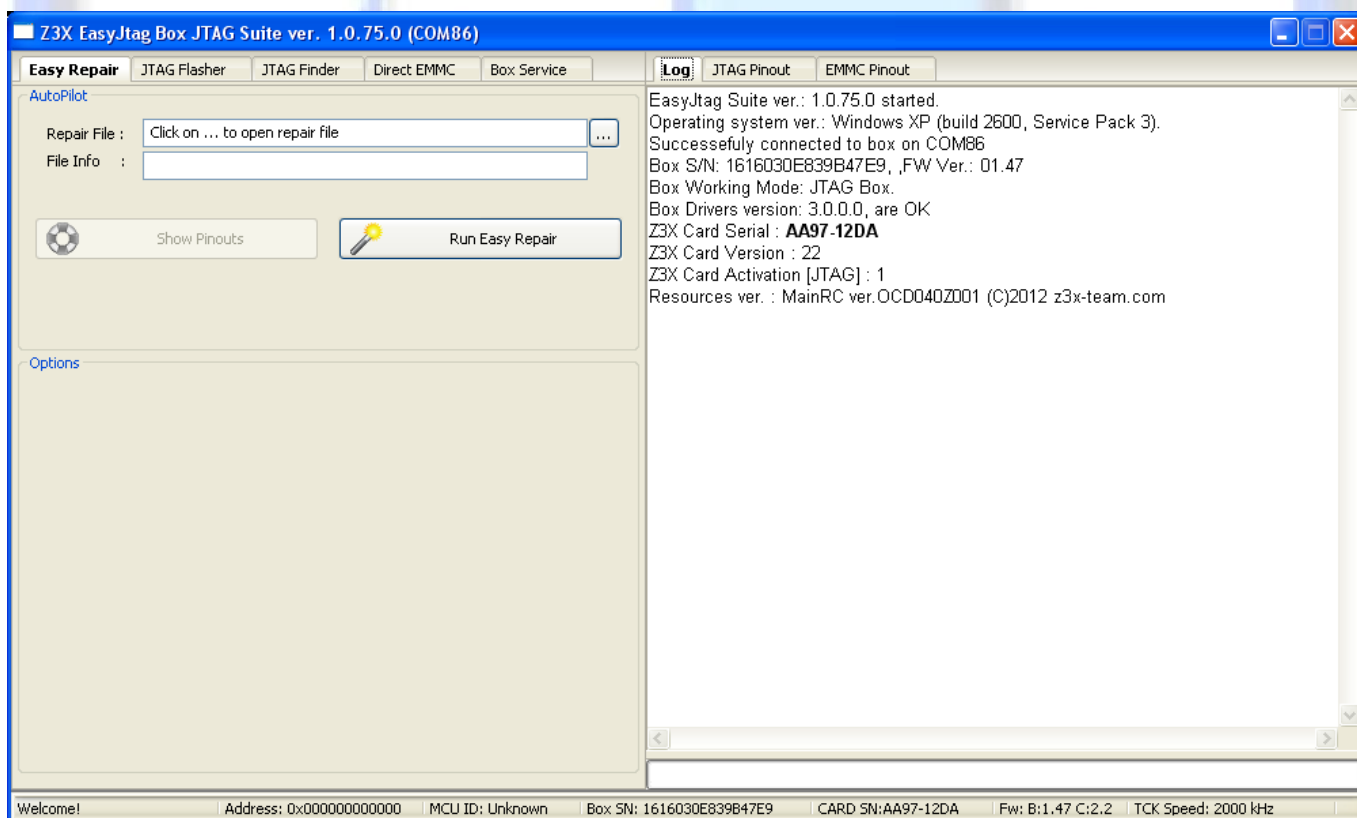 Z3X EasyJtag Box JTAG Suite ver. 1.0.75.0 (COM86)
Easy Repair JTAG Flasher JTAG Finder Direct EMMC Box Service
AutoPilot
Repair File : Click on ... to open repair file ...
File Info :
Show Pinouts Run Easy Repair
Options
Log JTAG Pinout EMMC Pinout
EasyJtag Suite ver.: 1.0.75.0 started.
Operating system ver.: Windows XP (build 2600, Service Pack 3).
Successefuly connected to box on COM86
Box S/N: 1616030E839B47E9, ,FW Ver.: 01.47
Box Working Mode: JTAG Box.
Box Drivers version: 3.0.0.0, are OK
Z3X Card Serial : AA97-12DA
Z3X Card Version : 22
Z3X Card Activation [JTAG] : 1
Resources ver. : MainRC ver.OCD040Z001 (C)2012 z3x-team.com
Welcome! Address: 0x000000000000 MCU ID: Unknown Box SN: 1616030E839B47E9 CARD SN:AA97-12DA Fw: B:1.47 C:2.2 TCK Speed: 2000 kHz